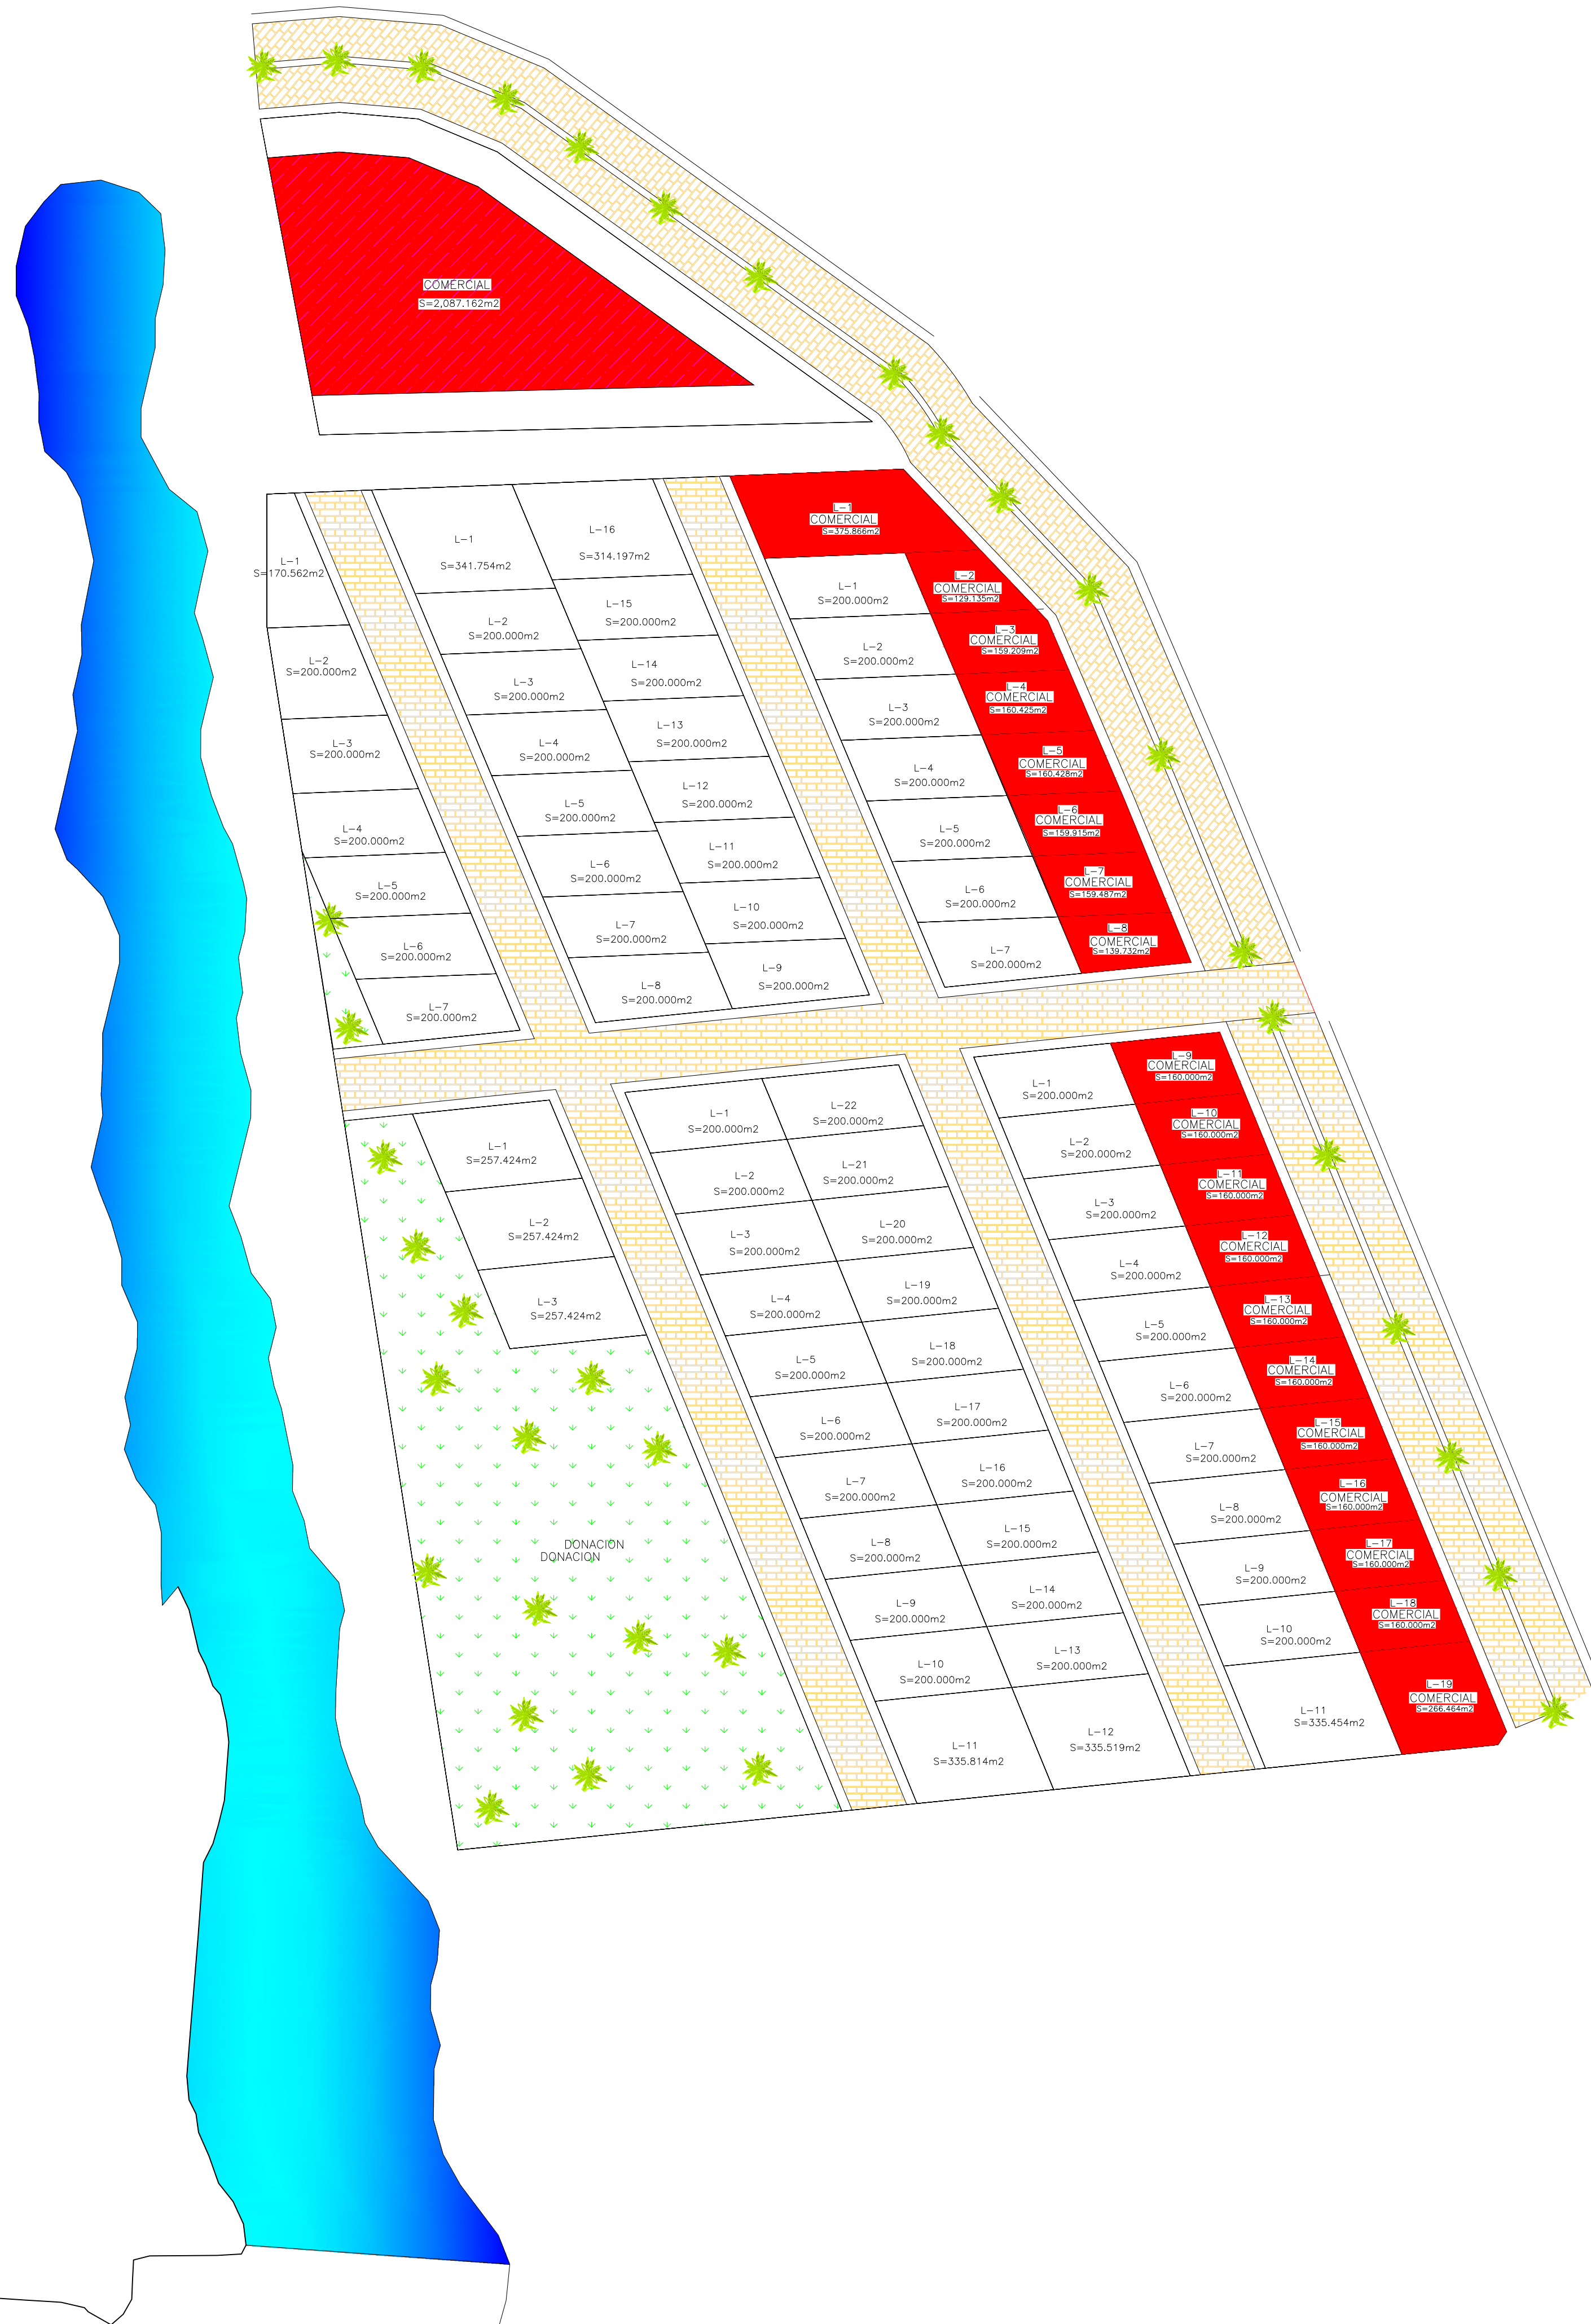 COMERCIAL
S=2,087.162m2
L-1
S=170.562m2
L-2
S=200.000m2
L-3
S=200.000m2
L-4
S=200.000m2
L-5
S=200.000m2
L-6
S=200.000m2
L-7
S=200.000m2
L-1
S=341.754m2
L-2
S=200.000m2
L-3
S=200.000m2
L-4
S=200.000m2
L-5
S=200.000m2
L-6
S=200.000m2
L-7
S=200.000m2
L-8
S=200.000m2
L-16
S=314.197m2
L-15
S=200.000m2
L-14
S=200.000m2
L-13
S=200.000m2
L-12
S=200.000m2
L-11
S=200.000m2
L-10
S=200.000m2
L-9
S=200.000m2
L-1
S=200.000m2
L-2
S=200.000m2
L-3
S=200.000m2
L-4
S=200.000m2
L-5
S=200.000m2
L-6
S=200.000m2
L-7
S=200.000m2
L-1
COMERCIAL
S=375.866m2
L-2
COMERCIAL
S=129.135m2
L-3
COMERCIAL
S=159.209m2
L-4
COMERCIAL
S=160.425m2
L-5
COMERCIAL
S=160.428m2
L-6
COMERCIAL
S=159.915m2
L-7
COMERCIAL
S=159.487m2
L-8
COMERCIAL
S=139.732m2
L-1
S=257.424m2
L-2
S=257.424m2
L-3
S=257.424m2
DONACION
DONACION
L-1
S=200.000m2
L-2
S=200.000m2
L-3
S=200.000m2
L-4
S=200.000m2
L-5
S=200.000m2
L-6
S=200.000m2
L-7
S=200.000m2
L-8
S=200.000m2
L-9
S=200.000m2
L-10
S=200.000m2
L-11
S=335.814m2
L-22
S=200.000m2
L-21
S=200.000m2
L-20
S=200.000m2
L-19
S=200.000m2
L-18
S=200.000m2
L-17
S=200.000m2
L-16
S=200.000m2
L-15
S=200.000m2
L-14
S=200.000m2
L-13
S=200.000m2
L-12
S=335.519m2
L-1
S=200.000m2
L-2
S=200.000m2
L-3
S=200.000m2
L-4
S=200.000m2
L-5
S=200.000m2
L-6
S=200.000m2
L-7
S=200.000m2
L-8
S=200.000m2
L-9
S=200.000m2
L-10
S=200.000m2
L-11
S=335.454m2
L-9
COMERCIAL
S=160.000m2
L-10
COMERCIAL
S=160.000m2
L-11
COMERCIAL
S=160.000m2
L-12
COMERCIAL
S=160.000m2
L-13
COMERCIAL
S=160.000m2
L-14
COMERCIAL
S=160.000m2
L-15
COMERCIAL
S=160.000m2
L-16
COMERCIAL
S=160.000m2
L-17
COMERCIAL
S=160.000m2
L-18
COMERCIAL
S=160.000m2
L-19
COMERCIAL
S=266.464m2